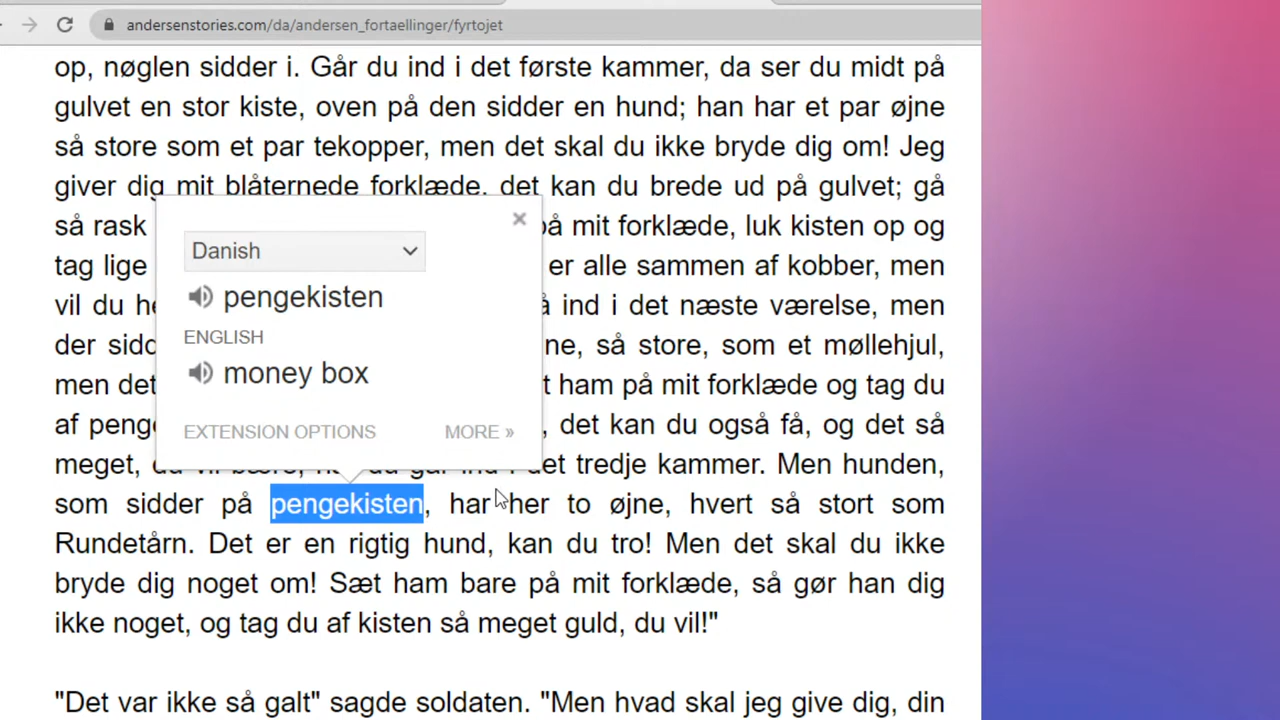 andersenstories.com/da/andersen_fortaellinger/fyrtojet
op, nøglen sidder i. Går du ind i det første kammer, da ser du midt på
gulvet en stor kiste, oven på den sidder en hund; han har et par øjne
så store som et par tekopper, men det skal du ikke bryde dig om! Jeg
giver dig mit blåternede forklæde, det kan du brede ud på gulvet; gå
så rask på mit forklæde, luk kisten op og
tag lige er alle sammen af kobber, men
vil du ind i det næste værelse, men
der så store, som et møllehjul,
men det ham på mit forklæde og tag du
af det kan du også få, og det så
meget, du vil bære, når du går ind i det tredje kammer. Men hunden,
som sidder på pengekisten, har her to øjne, hvert så stort som
Rundetårn. Det er en rigtig hund, kan du tro! Men det skal du ikke
bryde dig noget om! Sæt ham bare på mit forklæde, så gør han dig
ikke noget, og tag du af kisten så meget guld, du vil!"
"Det var ikke så galt" sagde soldaten. "Men hvad skal jeg give dig, din
Danish
pengekisten
ENGLISH
money box
EXTENSION OPTIONS MORE »